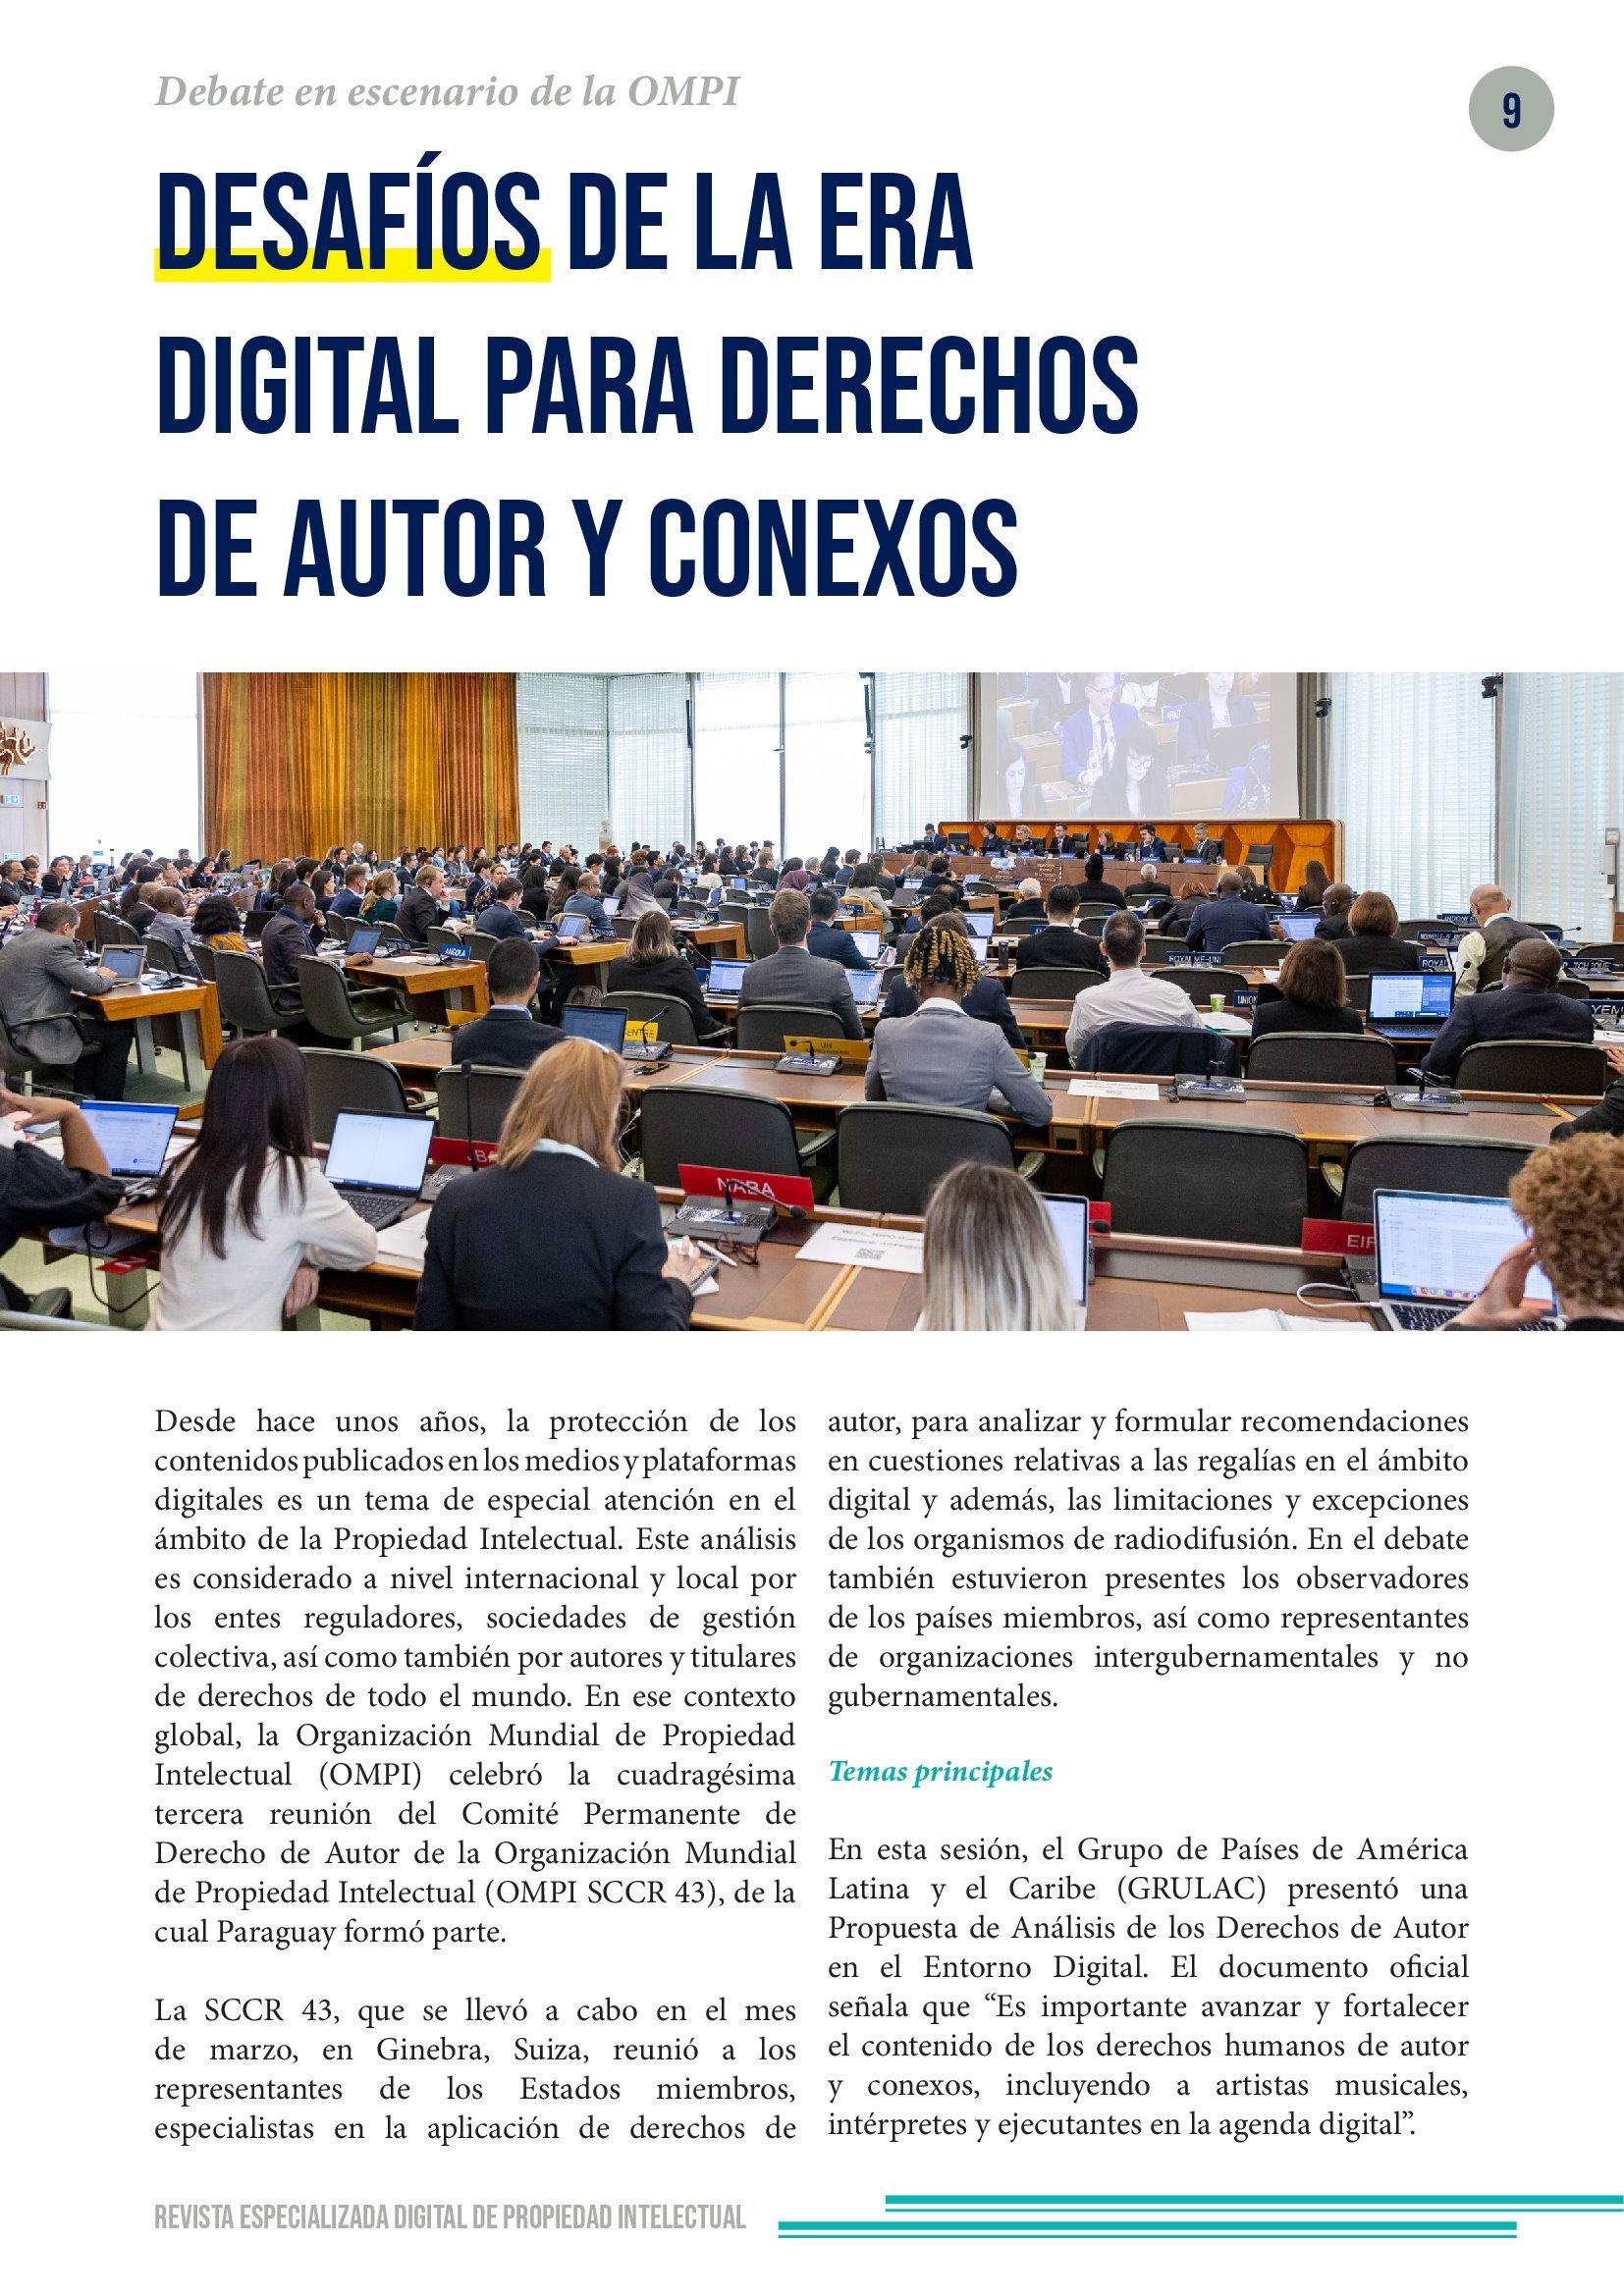 Debate en escenario de la OMPI
9
DESAFÍOS DE LA ERA
DIGITAL PARA DERECHOS
DE AUTOR Y CONEXOS
ANGOLA
ROYAUME-UNI
UNION
CENTRE
UN
NABA
Desde hace unos años, la protección de los
contenidos publicados en los medios y plataformas
digitales es un tema de especial atención en el
ámbito de la Propiedad Intelectual. Este análisis
es considerado a nivel internacional y local por
los entes reguladores, sociedades de gestión
colectiva, así como también por autores y titulares
de derechos de todo el mundo. En ese contexto
global, la Organización Mundial de Propiedad
Intelectual (OMPI) celebró la cuadragésima
tercera reunión del Comité Permanente de
Derecho de Autor de la Organización Mundial
de Propiedad Intelectual (OMPI SCCR 43), de la
cual Paraguay formó parte.
La SCCR 43, que se llevó a cabo en el mes
de marzo, en Ginebra, Suiza, reunió a los
representantes de los Estados miembros,
especialistas en la aplicación de derechos de
autor, para analizar y formular recomendaciones
en cuestiones relativas a las regalías en el ámbito
digital y además, las limitaciones y excepciones
de los organismos de radiodifusión. En el debate
también estuvieron presentes los observadores
de los países miembros, así como representantes
de organizaciones intergubernamentales y no
gubernamentales.
Temas principales
En esta sesión, el Grupo de Países de América
Latina y el Caribe (GRULAC) presentó una
Propuesta de Análisis de los Derechos de Autor
en el Entorno Digital. El documento oficial
señala que “Es importante avanzar y fortalecer
el contenido de los derechos humanos de autor
y conexos, incluyendo a artistas musicales,
intérpretes y ejecutantes en la agenda digital”.
REVISTA ESPECIALIZADA DIGITAL DE PROPIEDAD INTELECTUAL